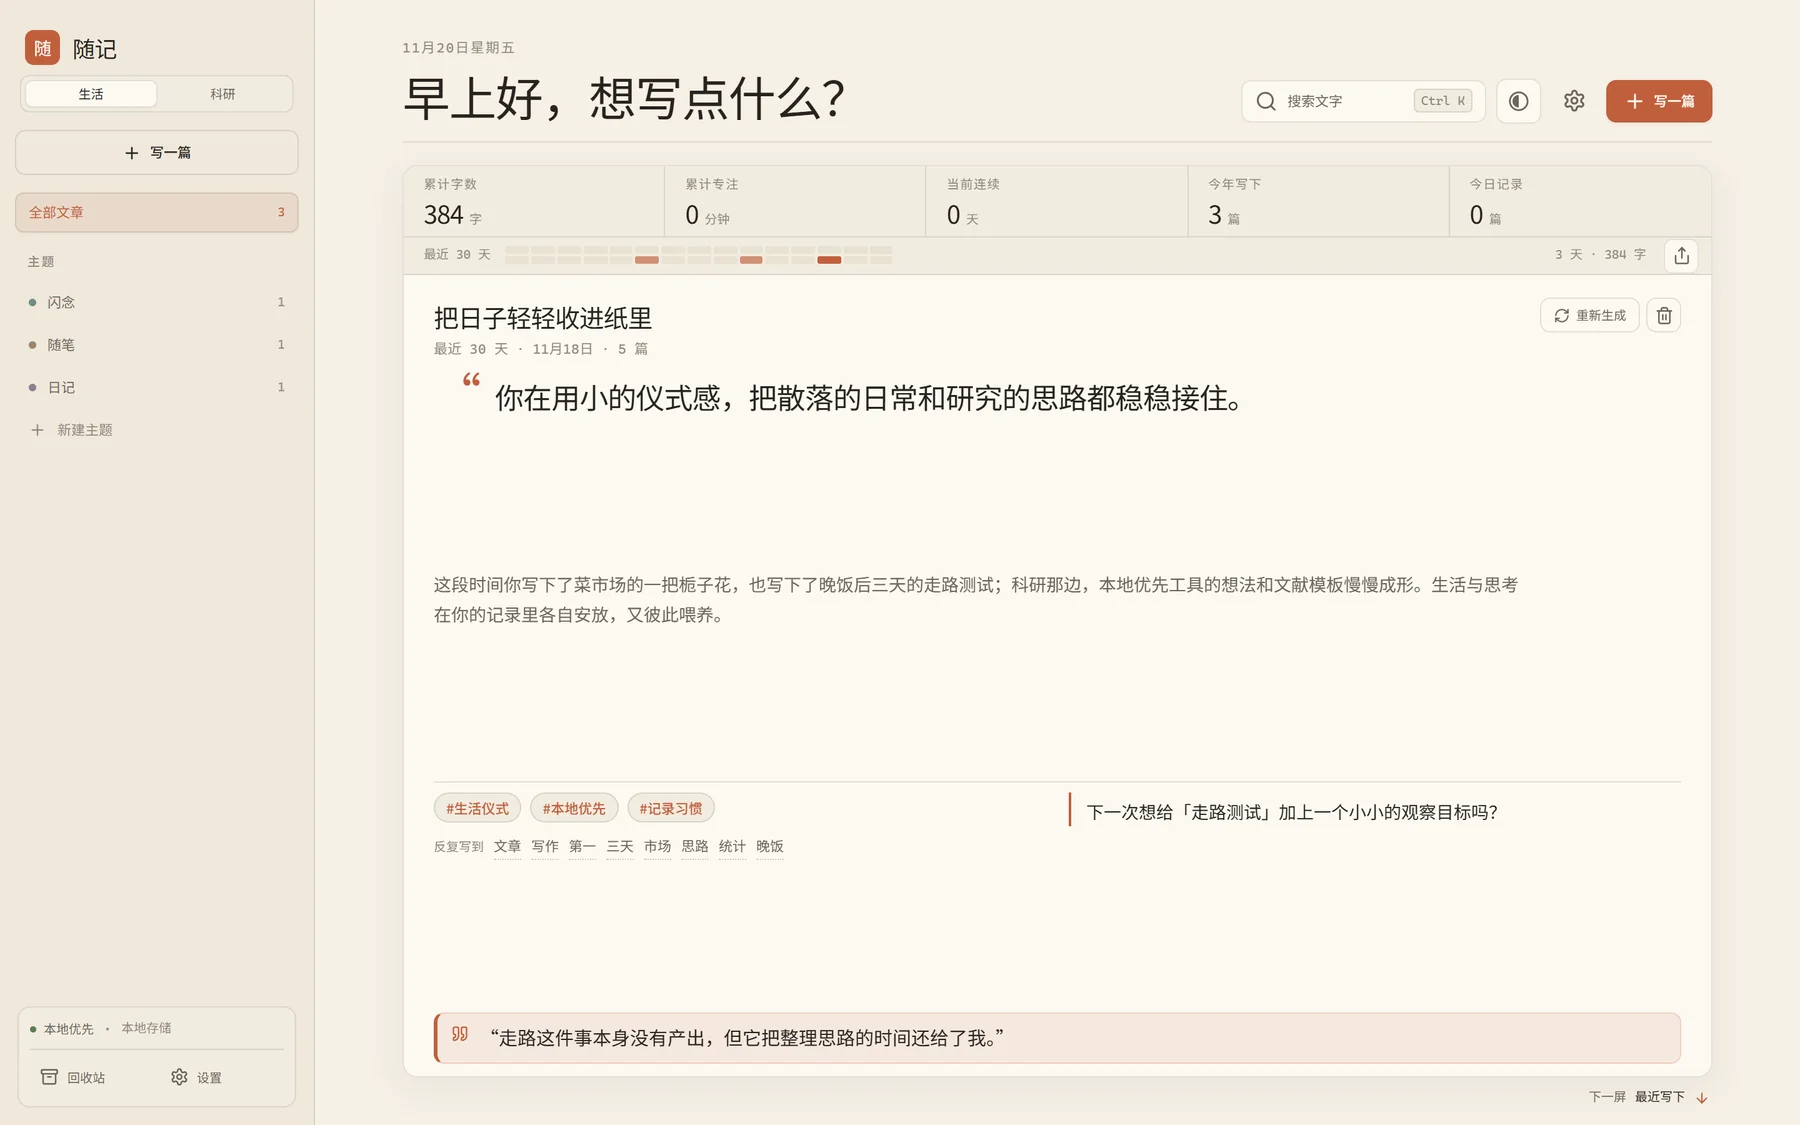 随 随记
生活 科研
写一篇
全部文章 3
主题
闪念 1
随笔 1
日记 1
新建主题
本地优先 · 本地存储
回收站 设置
11月20日星期五
早上好，想写点什么？
搜索文字 Ctrl K
写一篇
累计字数
384 字
累计专注
0 分钟
当前连续
0 天
今年写下
3 篇
今日记录
0 篇
最近 30 天
3 天 · 384 字
把日子轻轻收进纸里
重新生成
最近 30 天 · 11月18日 · 5 篇
“ 你在用小的仪式感，把散落的日常和研究的思路都稳稳接住。
这段时间你写下了菜市场的一把栀子花，也写下了晚饭后三天的走路测试；科研那边，本地优先工具的想法和文献模板慢慢成形。生活与思考
在你的记录里各自安放，又彼此喂养。
#生活仪式 #本地优先 #记录习惯
反复写到 文章 写作 第一 三天 市场 思路 统计 晚饭
下一次想给「走路测试」加上一个小小的观察目标吗？
“走路这件事本身没有产出，但它把整理思路的时间还给了我。”
下一屏 最近写下 ↓